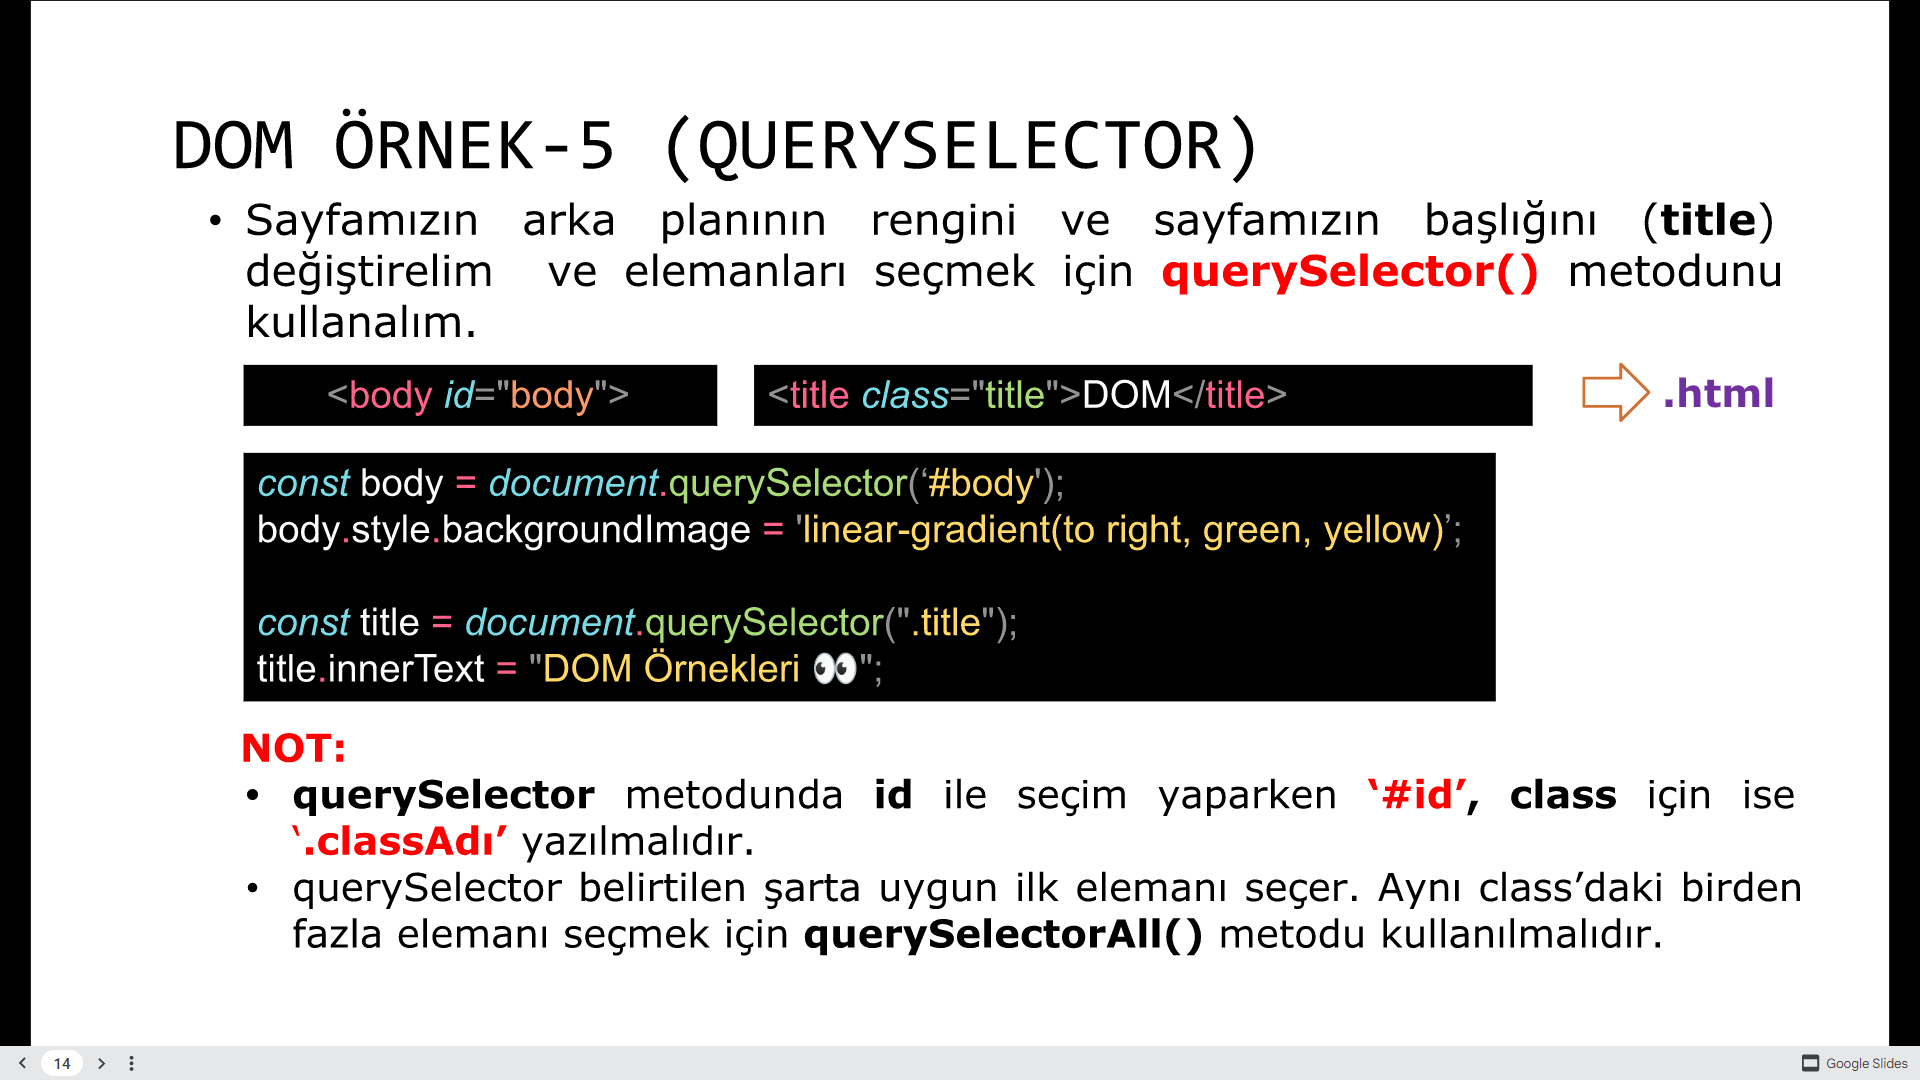 DOM ÖRNEK-5 (QUERYSELECTOR)
• Sayfamızın arka planının rengini ve sayfamızın başlığını (title)
değiştirelim ve elemanları seçmek için querySelector() metodunu
kullanalım.
<body id="body">
<title class="title">DOM</title>
.html
const body = document.querySelector(‘#body');
body.style.backgroundImage = 'linear-gradient(to right, green, yellow)’;
const title = document.querySelector(".title");
title.innerText = "DOM Örnekleri 👀";
NOT:
• querySelector metodunda id ile seçim yaparken ‘#id’, class için ise
‘.classAdı’ yazılmalıdır.
• querySelector belirtilen şarta uygun ilk elemanı seçer. Aynı class’daki birden
fazla elemanı seçmek için querySelectorAll() metodu kullanılmalıdır.
14
Google Slides